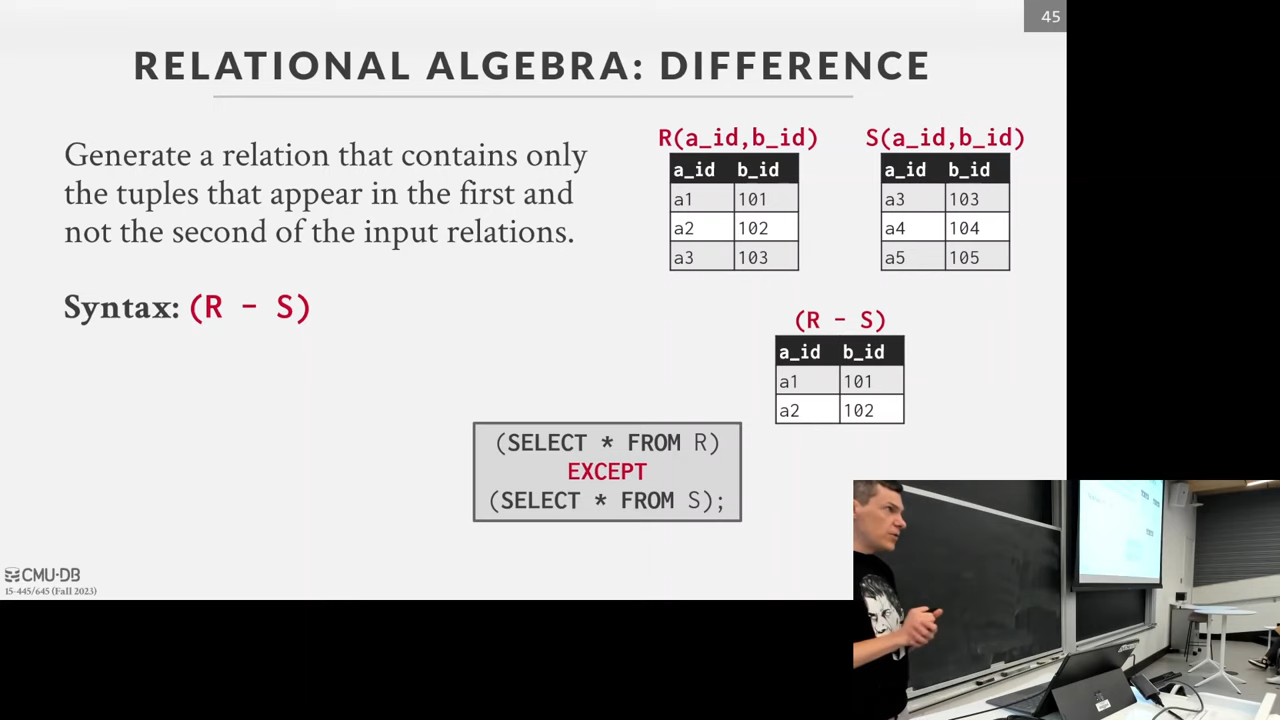 45
RELATIONAL ALGEBRA: DIFFERENCE
Generate a relation that contains only
the tuples that appear in the first and
not the second of the input relations.
Syntax: (R - S)
R(a_id,b_id)
a_id b_id
a1 101
a2 102
a3 103
S(a_id,b_id)
a_id b_id
a3 103
a4 104
a5 105
(R - S)
a_id b_id
a1 101
a2 102
(SELECT * FROM R)
EXCEPT
(SELECT * FROM S);
CMU·DB
15-445/645 (Fall 2023)